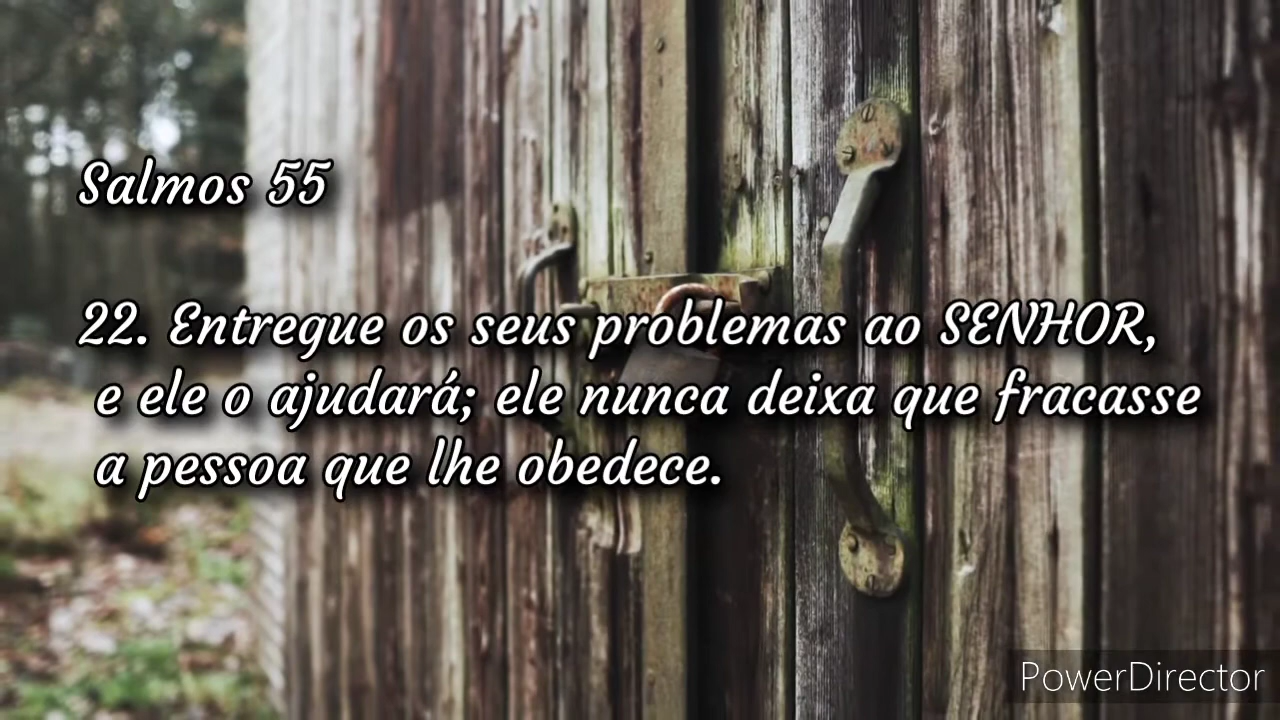 Salmos 55
22. Entregue os seus problemas ao SENHOR,
e ele o ajudará; ele nunca deixa que fracasse
a pessoa que lhe obedece.
PowerDirector